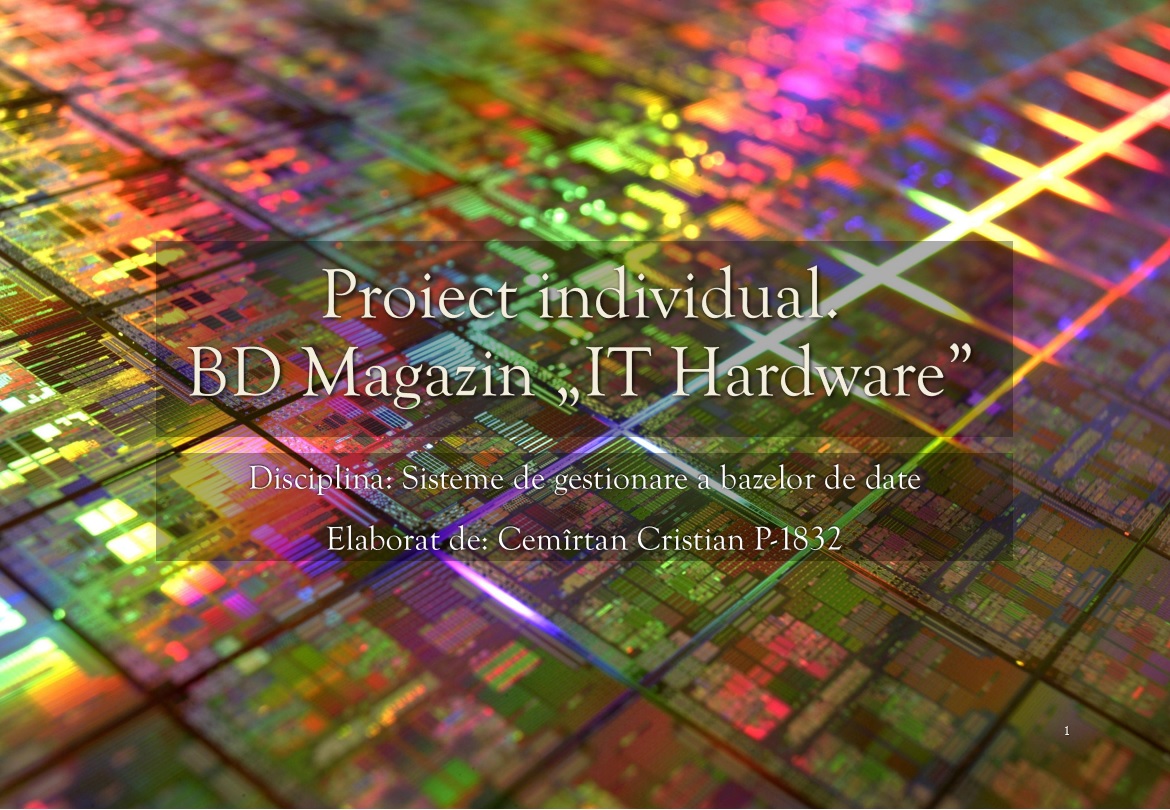 Proiect individual.
BD Magazin „IT Hardware”
Disciplina: Sisteme de gestionare a bazelor de date
Elaborat de: Cemîrtan Cristian P-1832
1